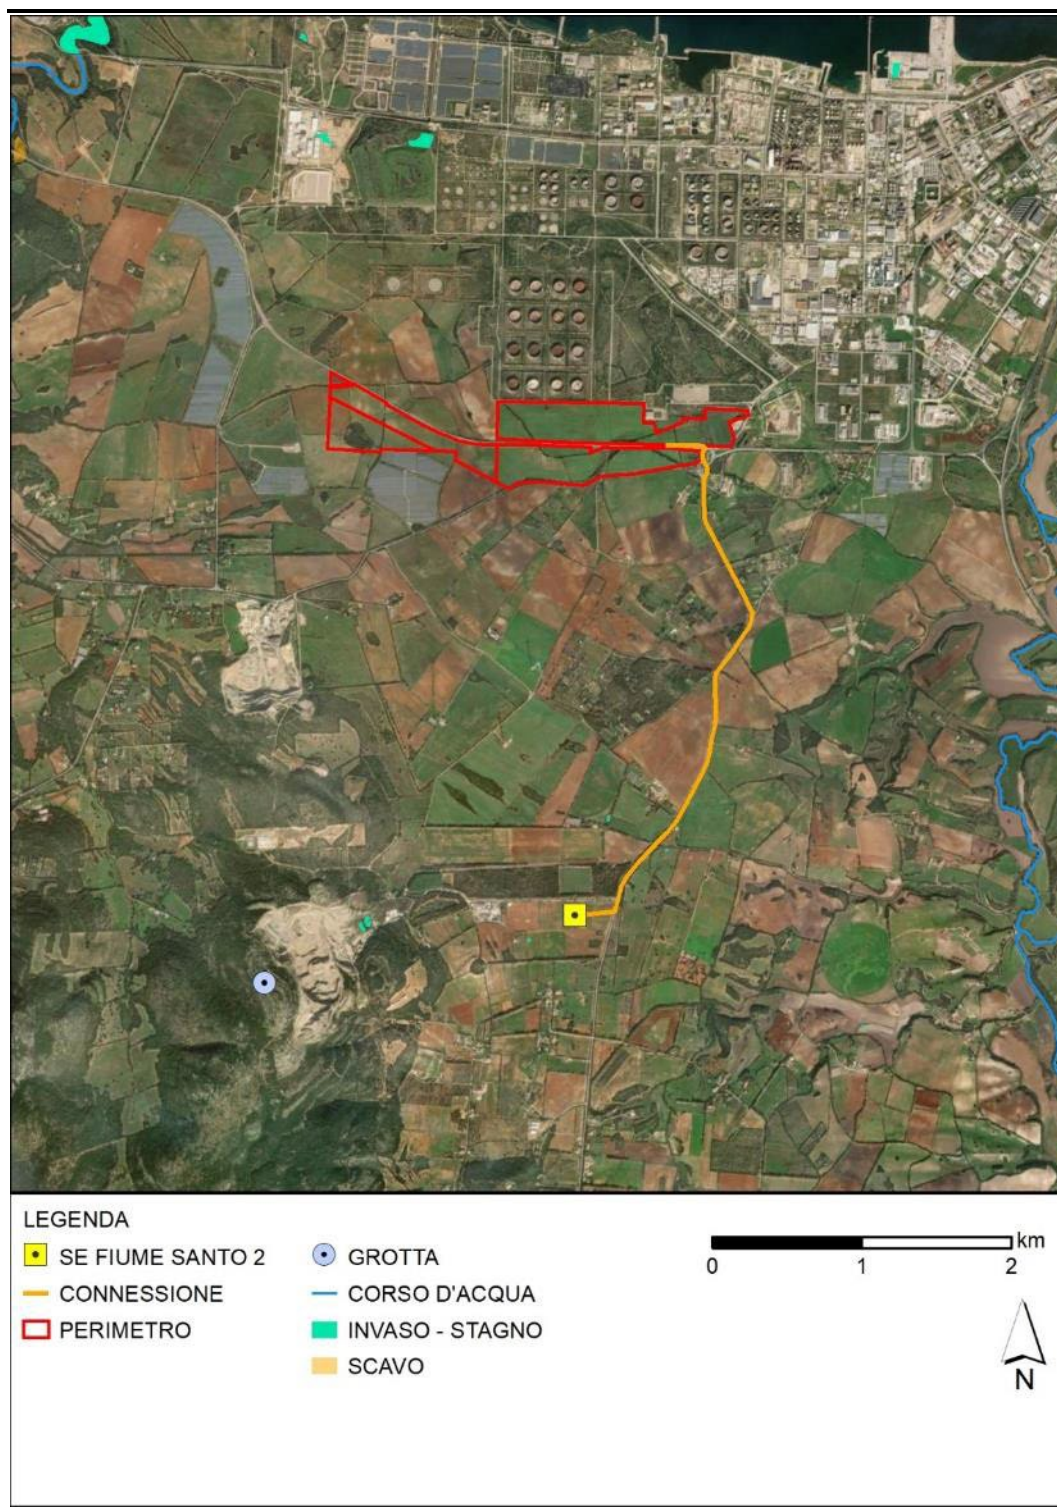 LEGENDA
SE FIUME SANTO 2
CONNESSIONE
PERIMETRO
GROTTA
CORSO D'ACQUA
INVASO - STAGNO
SCAVO
km
0 1 2
N